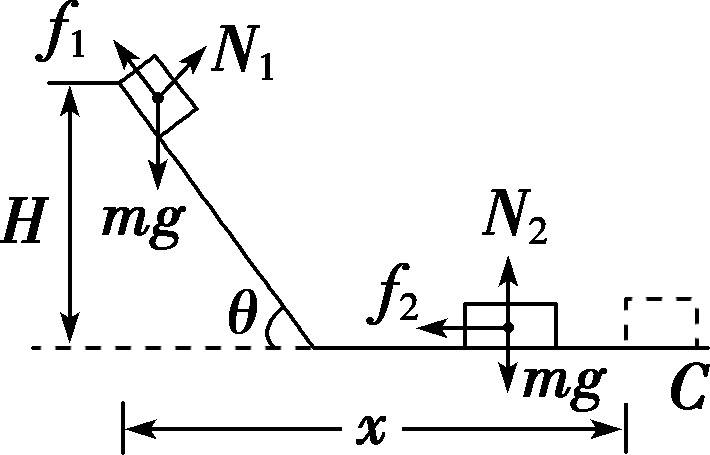 f₁ N₁
H mg
N₂
θ f₂
mg C
x